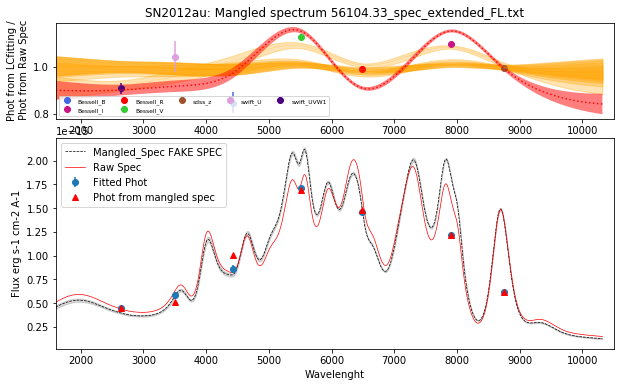 SN2012au: Mangled spectrum 56104.33_spec_extended_FL.txt
Phot from LCfitting /
Phot from Raw Spec
1.0
0.8
Bessell_B
Bessell_R
sdss_z
swift_U
swift_UVW1
Bessell_I
Bessell_V
2000 3000 4000 5000 6000 7000 8000 9000 10000
Mangled_Spec FAKE SPEC
Raw Spec
Fitted Phot
Phot from mangled spec
Flux erg s-1 cm-2 A-1
2.00
1.75
1.50
1.25
1.00
0.75
0.50
0.25
2000 3000 4000 5000 6000 7000 8000 9000 10000
Wavelenght